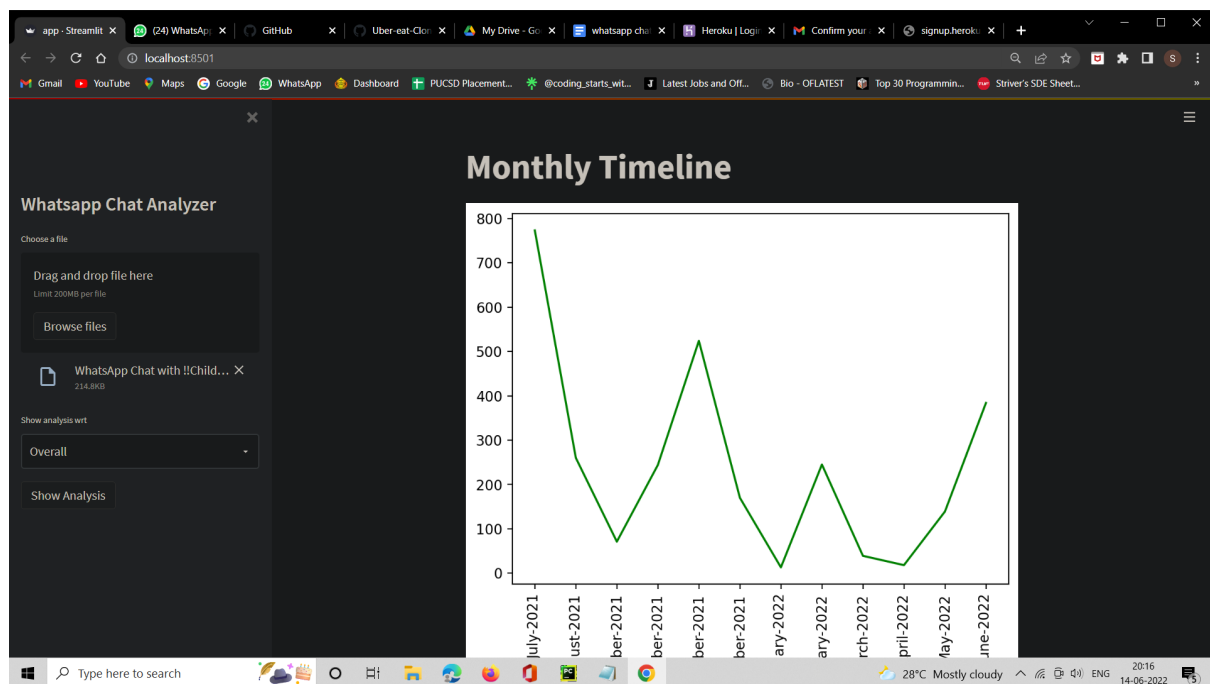 app · Streamlit
(24) WhatsAp
GitHub
Uber-eat-Clon
My Drive - Go
whatsapp cha
Heroku | Login
Confirm your
signup.heroku
localhost:8501
Gmail
YouTube
Maps
Google
WhatsApp
Dashboard
PUCSD Placement...
@coding_starts_wit...
Latest Jobs and Off...
Bio - OFLATEST
Top 30 Programmin...
Striver's SDE Sheet...
»
S
Whatsapp Chat Analyzer
Choose a file
Drag and drop file here
Limit 200MB per file
Browse files
WhatsApp Chat with !!Child...
214.8KB
Show analysis wrt
Overall
Show Analysis
Monthly Timeline
800
700
600
500
400
300
200
100
0
July-2021
ust-2021
ber-2021
ber-2021
ber-2021
ber-2021
ary-2022
ary-2022
rch-2022
pril-2022
May-2022
une-2022
Type here to search
28°C Mostly cloudy
ENG
20:16
14-06-2022
5